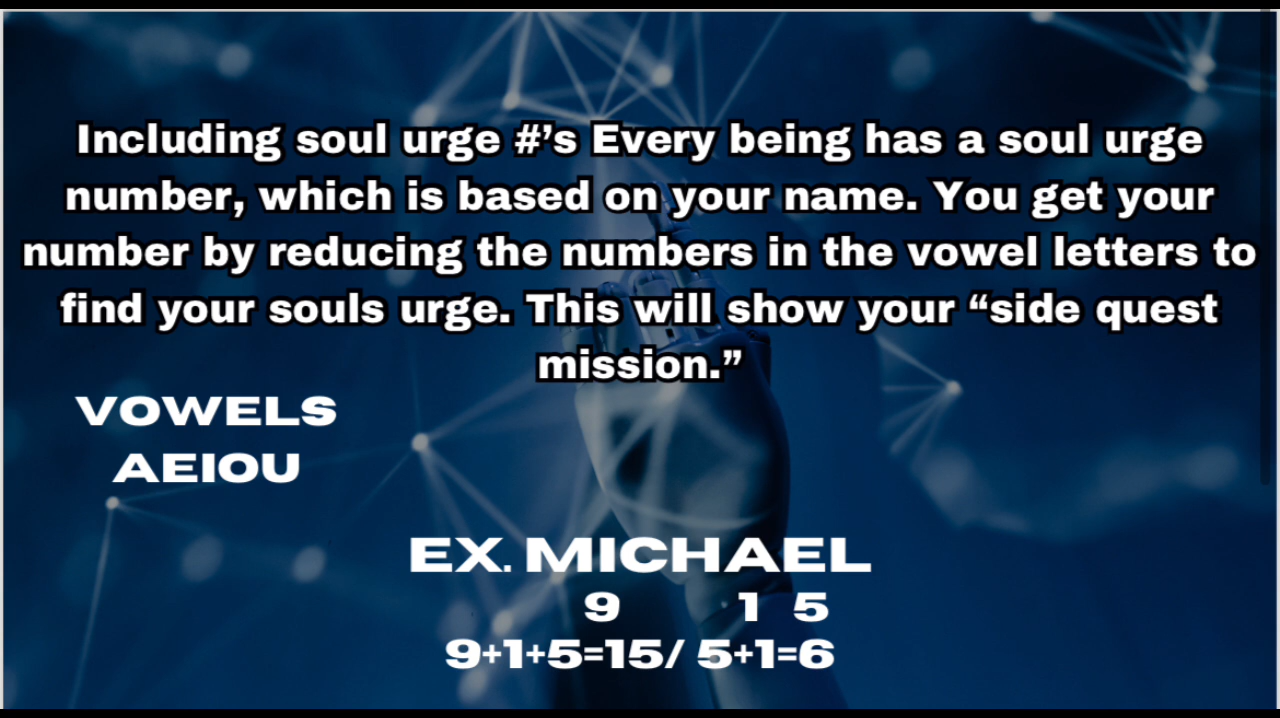 Including soul urge #’s Every being has a soul urge
number, which is based on your name. You get your
number by reducing the numbers in the vowel letters to
find your souls urge. This will show your “side quest
mission.”
VOWELS
AEIOU
EX. MICHAEL
9 1 5
9+1+5=15/ 5+1=6